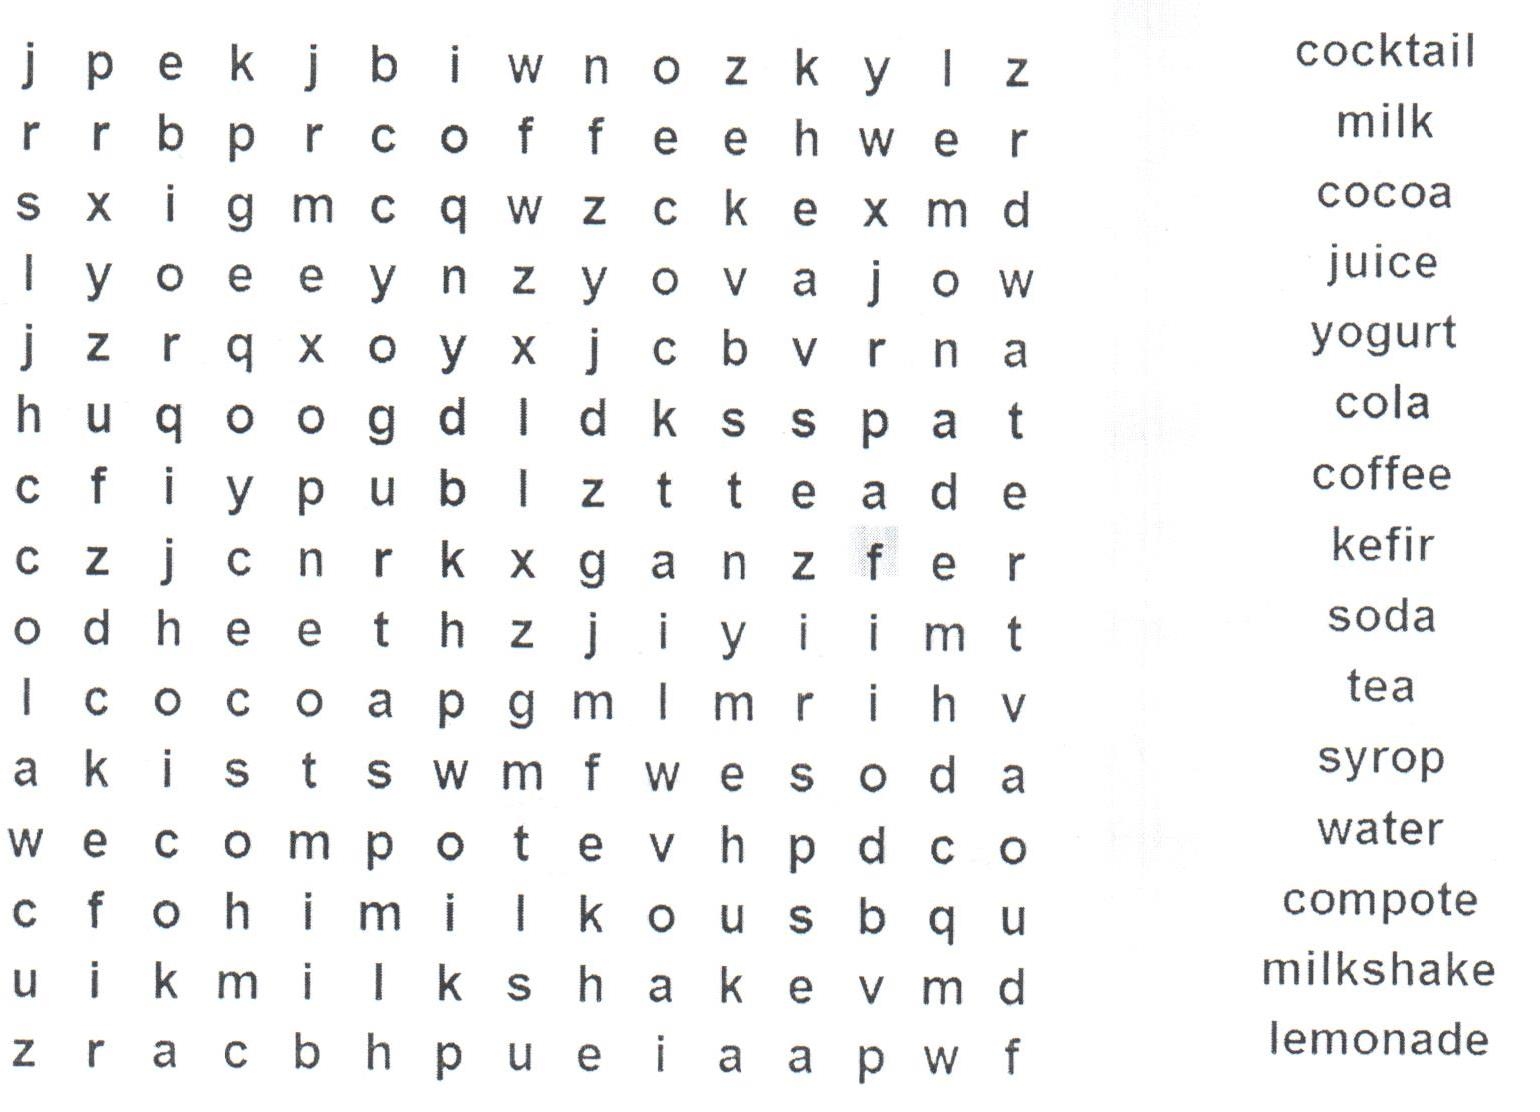 j p e k j b i w n o z k y l z
r r b p r c o f f e e h w e r
s x i g m c q w z c k e x m d
l y o e e y n z y o v a j o w
j z r q x o y x j c b v r n a
h u q o o g d l d k s s p a t
c f i y p u b l z t t e a d e
c z j c n r k x g a n z f e r
o d h e e t h z j i y i i m t
l c o c o a p g m l m r i h v
a k i s t s w m f w e s o d a
w e c o m p o t e v h p d c o
c f o h i m i l k o u s b q u
u i k m i l k s h a k e v m d
z r a c b h p u e i a a p w f
cocktail
milk
cocoa
juice
yogurt
cola
coffee
kefir
soda
tea
syrop
water
compote
milkshake
lemonade